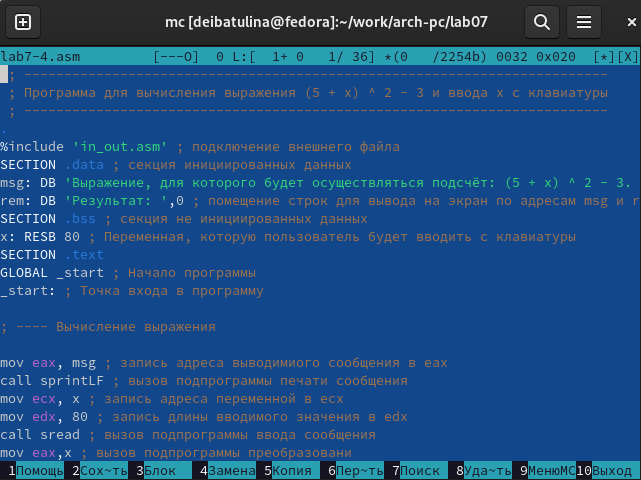 mc [deibatulina@fedora]:~/work/arch-pc/lab07
lab7-4.asm [---O] 0 L:[ 1+ 0 1/ 36] *(0 /2254b) 0032 0x020 [*][X]
; -------------------------------------------------------------------------
; Программа для вычисления выражения (5 + x) ^ 2 - 3 и ввода x с клавиатуры
; -------------------------------------------------------------------------
.
%include 'in_out.asm' ; подключение внешнего файла
SECTION .data ; секция инициированных данных
msg: DB 'Выражение, для которого будет осуществляться подсчёт: (5 + x) ^ 2 - 3.
rem: DB 'Результат: ',0 ; помещение строк для вывода на экран по адресам msg и r
SECTION .bss ; секция не инициированных данных
x: RESB 80 ; Переменная, которую пользователь будет вводить с клавиатуры
SECTION .text
GLOBAL _start ; Начало программы
_start: ; Точка входа в программу
; ---- Вычисление выражения
mov eax, msg ; запись адреса выводимиого сообщения в eax
call sprintLF ; вызов подпрограммы печати сообщения
mov ecx, x ; запись адреса переменной в ecx
mov edx, 80 ; запись длины вводимого значения в edx
call sread ; вызов подпрограммы ввода сообщения
mov eax,x ; вызов подпрограммы преобразовани
1Помощь 2Сох~ть 3Блок 4Замена 5Копия 6Пер~ть 7Поиск 8Уда~ть 9МенюМС 10Выход